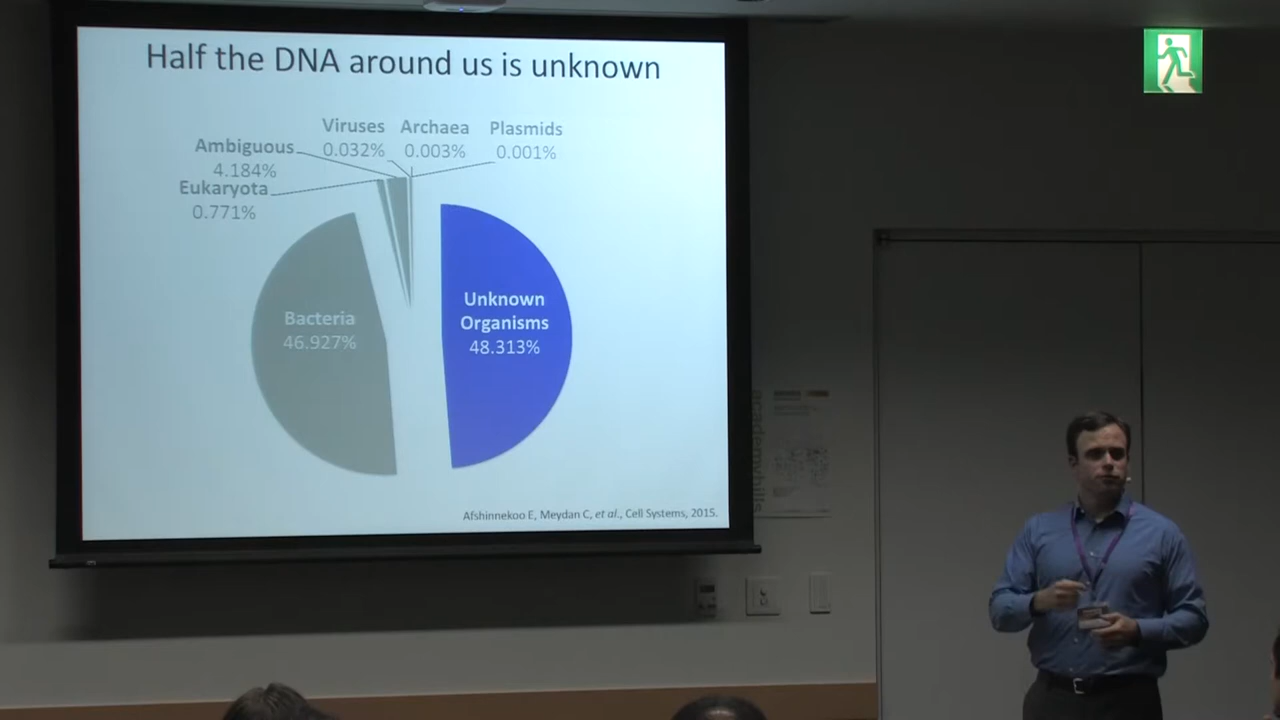 Half the DNA around us is unknown
Viruses
0.032%
Archaea
0.003%
Plasmids
0.001%
Ambiguous
4.184%
Eukaryota
0.771%
Bacteria
46.927%
Unknown
Organisms
48.313%
Afshinnekoo E, Meydan C, et al., Cell Systems, 2015.
academyhills